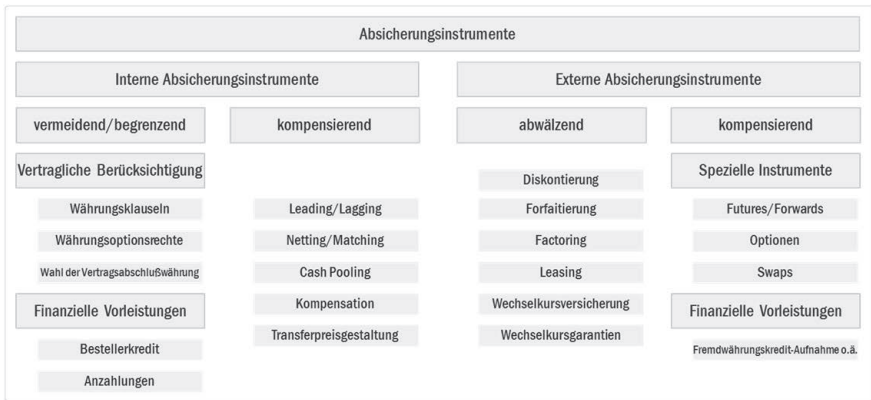 Absicherungsinstrumente
Interne Absicherungsinstrumente
Externe Absicherungsinstrumente
vermeidend/begrenzend
kompensierend
abwälzend
kompensierend
Vertragliche Berücksichtigung
Währungsklauseln
Währungsoptionsrechte
Wahl der Vertragsabschlußwährung
Finanzielle Vorleistungen
Bestellerkredit
Anzahlungen
Leading/Lagging
Netting/Matching
Cash Pooling
Kompensation
Transferpreisgestaltung
Diskontierung
Forfaitierung
Factoring
Leasing
Wechselkursversicherung
Wechselkursgarantien
Spezielle Instrumente
Futures/Forwards
Optionen
Swaps
Finanzielle Vorleistungen
Fremdwährungskredit-Aufnahme o.ä.